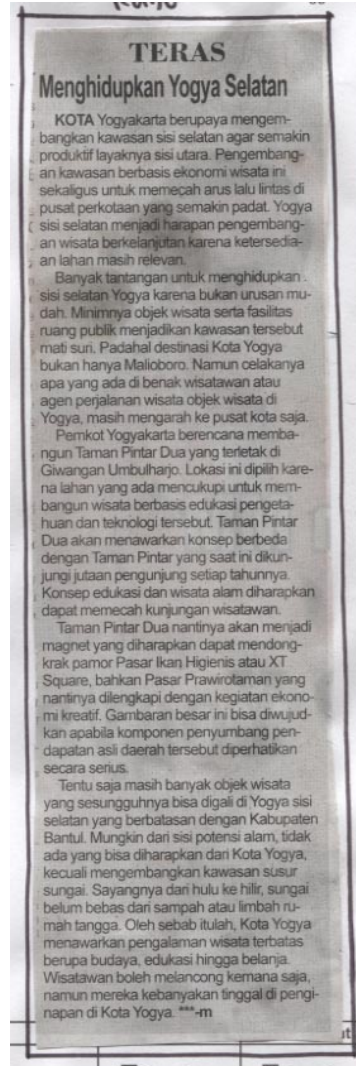 TERAS
Menghidupkan Yogya Selatan
KOTA Yogyakarta berupaya mengem-
bangkan kawasan sisi selatan agar semakin
produktif layaknya sisi utara. Pengembang-
an kawasan berbasis ekonomi wisata ini
sekaligus untuk memecah arus lalu lintas di
pusat perkotaan yang semakin padat. Yogya
sisi selatan menjadi harapan pengembang-
an wisata berkelanjutan karena ketersedia-
an lahan masih relevan.
Banyak tantangan untuk menghidupkan
sisi selatan Yogya karena bukan urusan mu-
dah. Minimnya objek wisata serta fasilitas
ruang publik menjadikan kawasan tersebut
mati suri. Padahal destinasi Kota Yogya
bukan hanya Malioboro. Namun celakanya
apa yang ada di benak wisatawan atau
agen perjalanan wisata objek wisata di
Yogya, masih mengarah ke pusat kota saja.
Pemkot Yogyakarta berencana memba-
ngun Taman Pintar Dua yang terletak di
Giwangan Umbulharjo. Lokasi ini dipilih kare-
na lahan yang ada mencukupi untuk mem-
bangun wisata berbasis edukasi pengeta-
huan dan teknologi tersebut. Taman Pintar
Dua akan menawarkan konsep berbeda
dengan Taman Pintar yang saat ini dikun-
jungi jutaan pengunjung setiap tahunnya.
Konsep edukasi dan wisata alam diharapkan
dapat memecah kunjungan wisatawan.
Taman Pintar Dua nantinya akan menjadi
magnet yang diharapkan dapat mendong-
krak pamor Pasar Ikan Higienis atau XT
Square, bahkan Pasar Prawirotaman yang
nantinya dilengkapi dengan kegiatan ekono-
mi kreatif. Gambaran besar ini bisa diwujud-
kan apabila komponen penyumbang pen-
dapatan asli daerah tersebut diperhatikan
secara serius.
Tentu saja masih banyak objek wisata
yang sesungguhnya bisa digali di Yogya sisi
selatan yang berbatasan dengan Kabupaten
Bantul. Mungkin dari sisi potensi alam, tidak
ada yang bisa diharapkan dari Kota Yogya,
kecuali mengembangkan kawasan susur
sungai. Sayangnya dari hulu ke hilir, sungai
belum bebas dari sampah atau limbah ru-
mah tangga. Oleh sebab itulah, Kota Yogya
menawarkan pengalaman wisata terbatas
berupa budaya, edukasi hingga belanja.
Wisatawan boleh melancong kemana saja,
namun mereka kebanyakan tinggal di pengi-
napan di Kota Yogya. ***-m